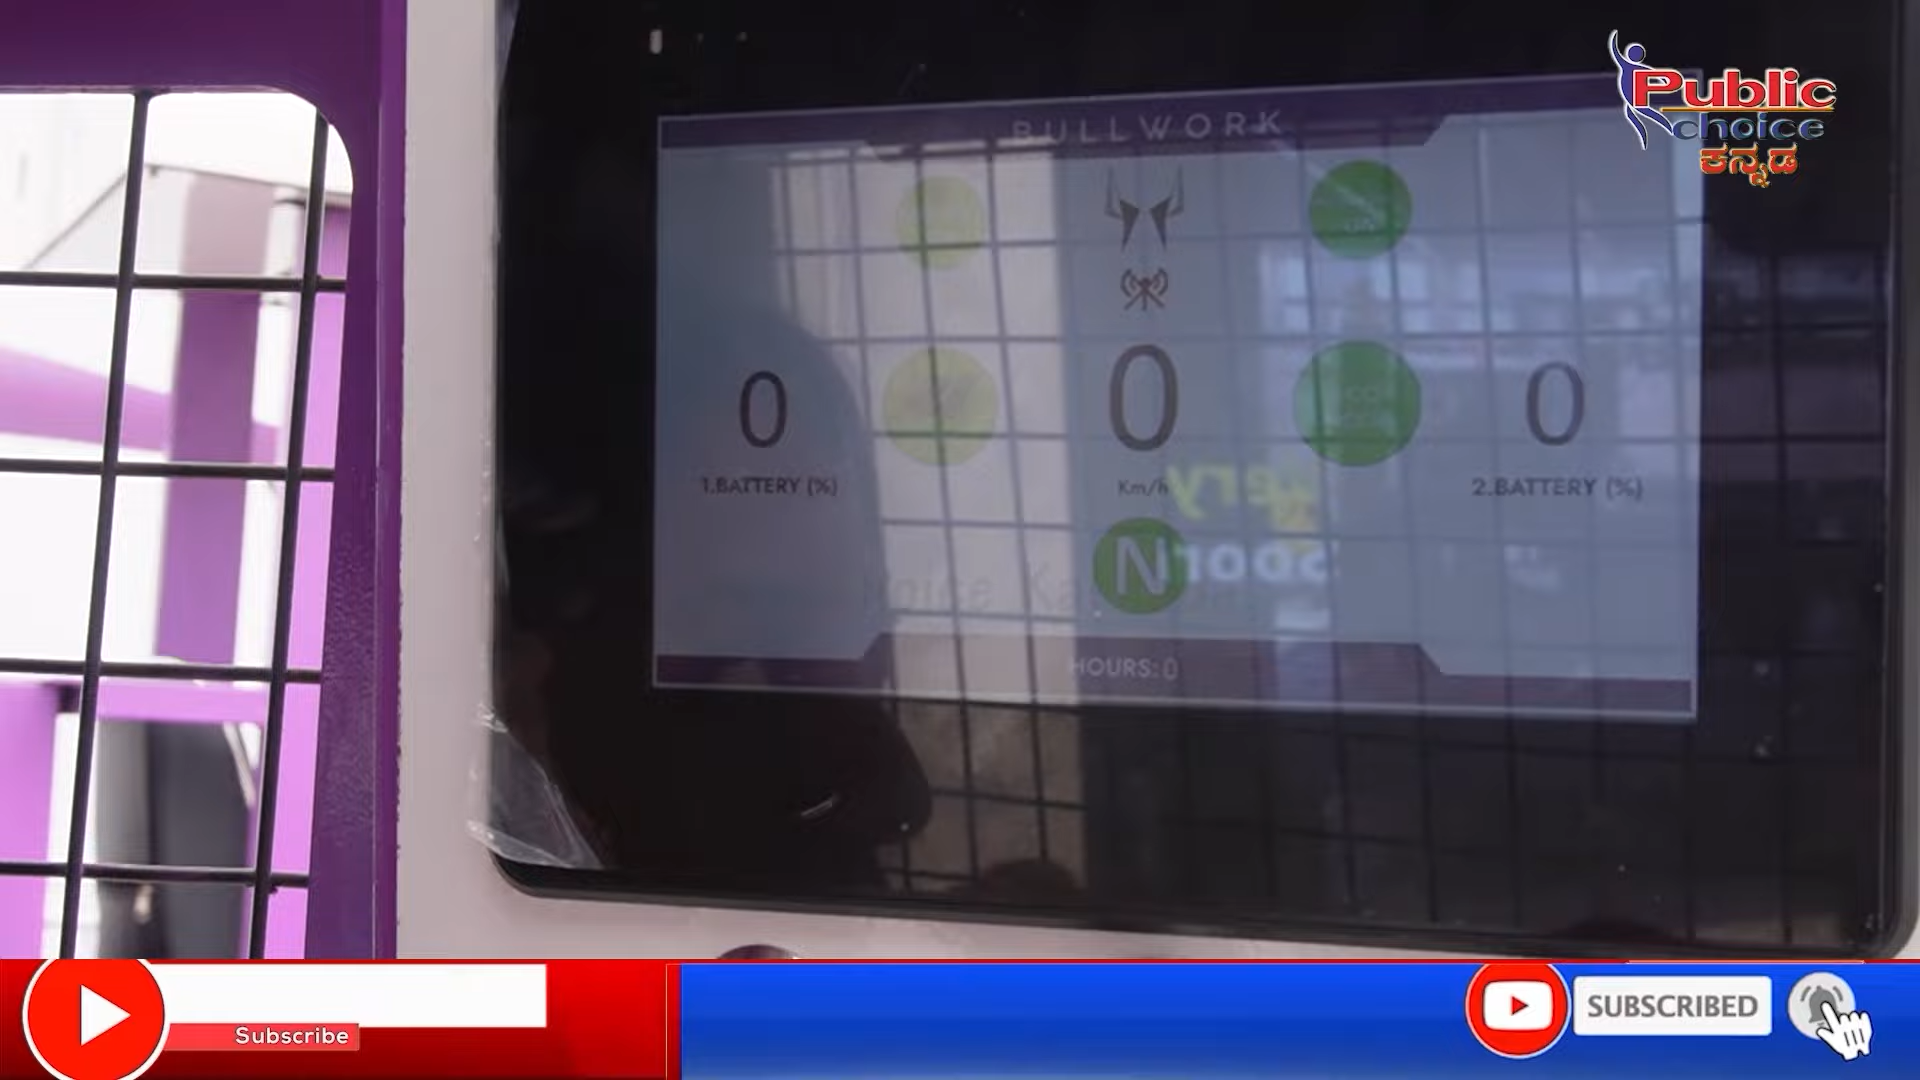 Public
choice
ಕನ್ನಡ
BULLWORK
0
0
0
1.BATTERY (%)
Km/h
2.BATTERY (%)
N
HOURS: 0
Subscribe
SUBSCRIBED